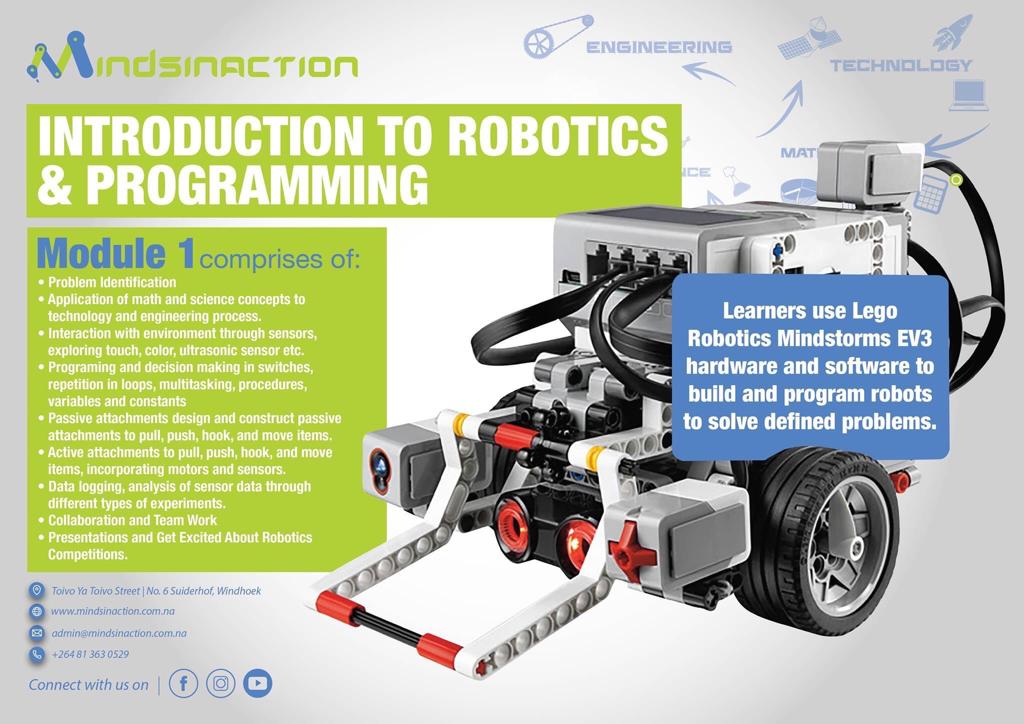 Mindsinaction
ENGINEERING
TECHNOLOGY
INTRODUCTION TO ROBOTICS
& PROGRAMMING
Module 1 comprises of:
• Problem Identification
• Application of math and science concepts to
technology and engineering process.
• Interaction with environment through sensors,
exploring touch, color, ultrasonic sensor etc.
• Programing and decision making in switches,
repetition in loops, multitasking, procedures,
variables and constants
• Passive attachments design and construct passive
attachments to pull, push, hook, and move items.
• Active attachments to pull, push, hook, and move
items, incorporating motors and sensors.
• Data logging, analysis of sensor data through
different types of experiments.
• Collaboration and Team Work
• Presentations and Get Excited About Robotics
Competitions.
Learners use Lego
Robotics Mindstorms EV3
hardware and software to
build and program robots
to solve defined problems.
Toivo Ya Toivo Street | No. 6 Suiderhof, Windhoek
www.mindsinaction.com.na
admin@mindsinaction.com.na
+264 81 363 0529
Connect with us on |